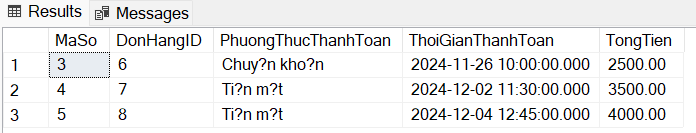 Results Messages
MaSo DonHangID PhuongThucThanhToan ThoiGianThanhToan TongTien
1 3 6 Chuy?n kho?n 2024-11-26 10:00:00.000 2500.00
2 4 7 Ti?n m?t 2024-12-02 11:30:00.000 3500.00
3 5 8 Ti?n m?t 2024-12-04 12:45:00.000 4000.00